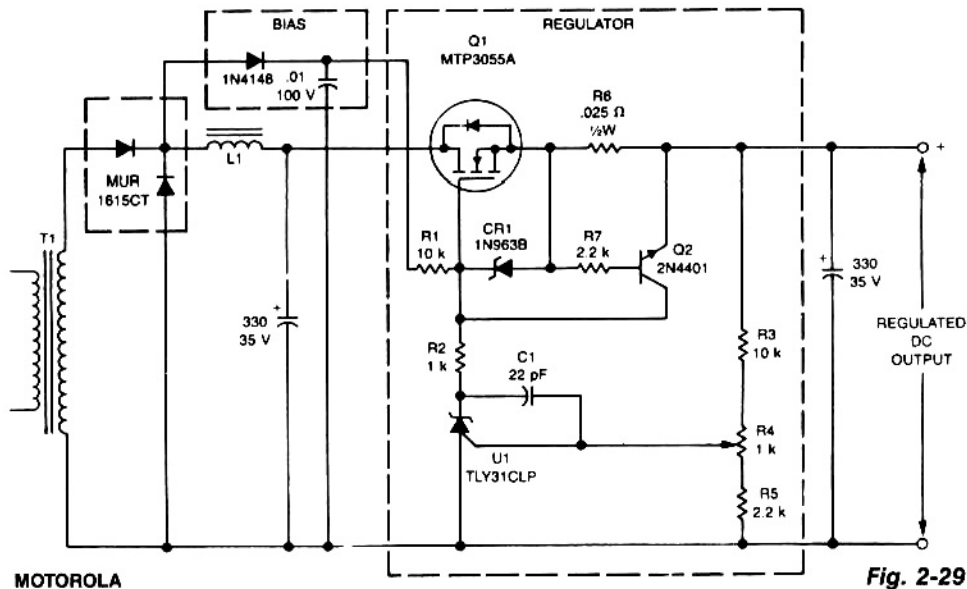 BIAS
REGULATOR
Q1
MTP3055A
1N4148
.01
100 V
R6
.025 Ω
½W
L1
MUR
1615CT
T1
R1
10 k
CR1
1N963B
R7
2.2 k
Q2
2N4401
330
35 V
330
35 V
REGULATED
DC
OUTPUT
R2
1 k
C1
22 pF
R3
10 k
R4
1 k
U1
TLY31CLP
R5
2.2 k
+
+
+
MOTOROLA
Fig. 2-29